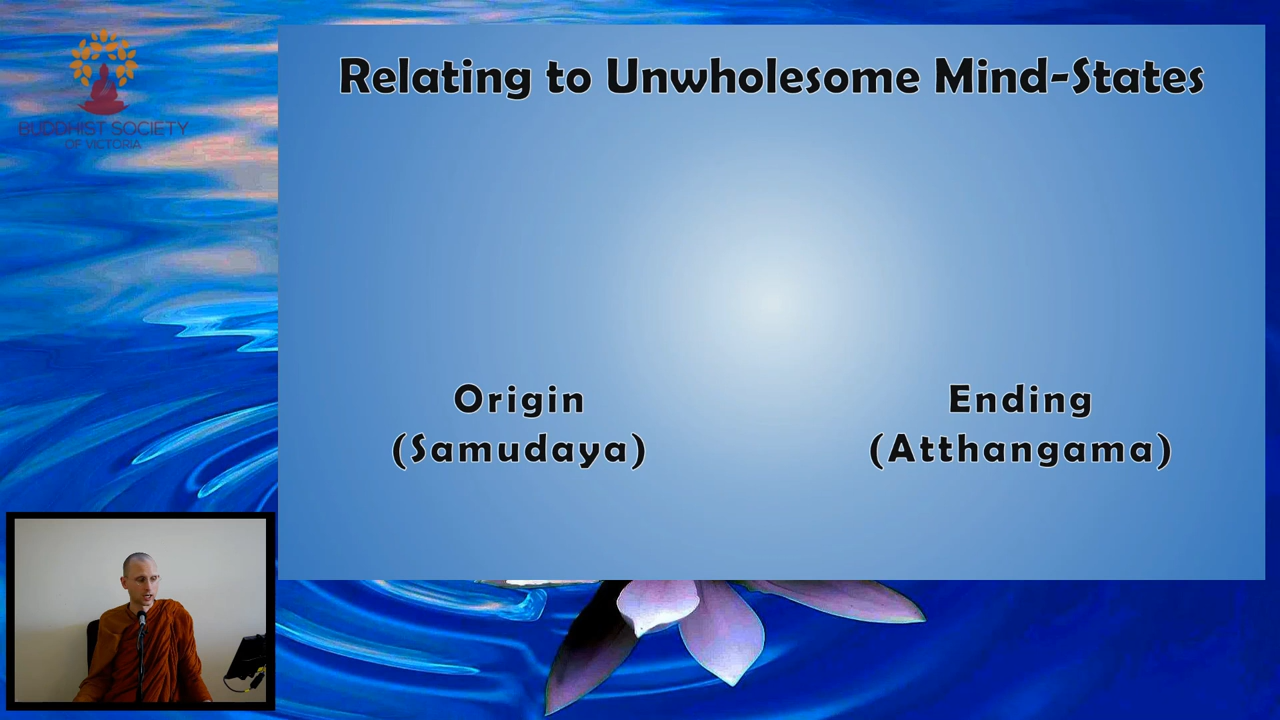 BUDDHIST SOCIETY
OF VICTORIA
Relating to Unwholesome Mind-States
Origin
(Samudaya)
Ending
(Atthangama)